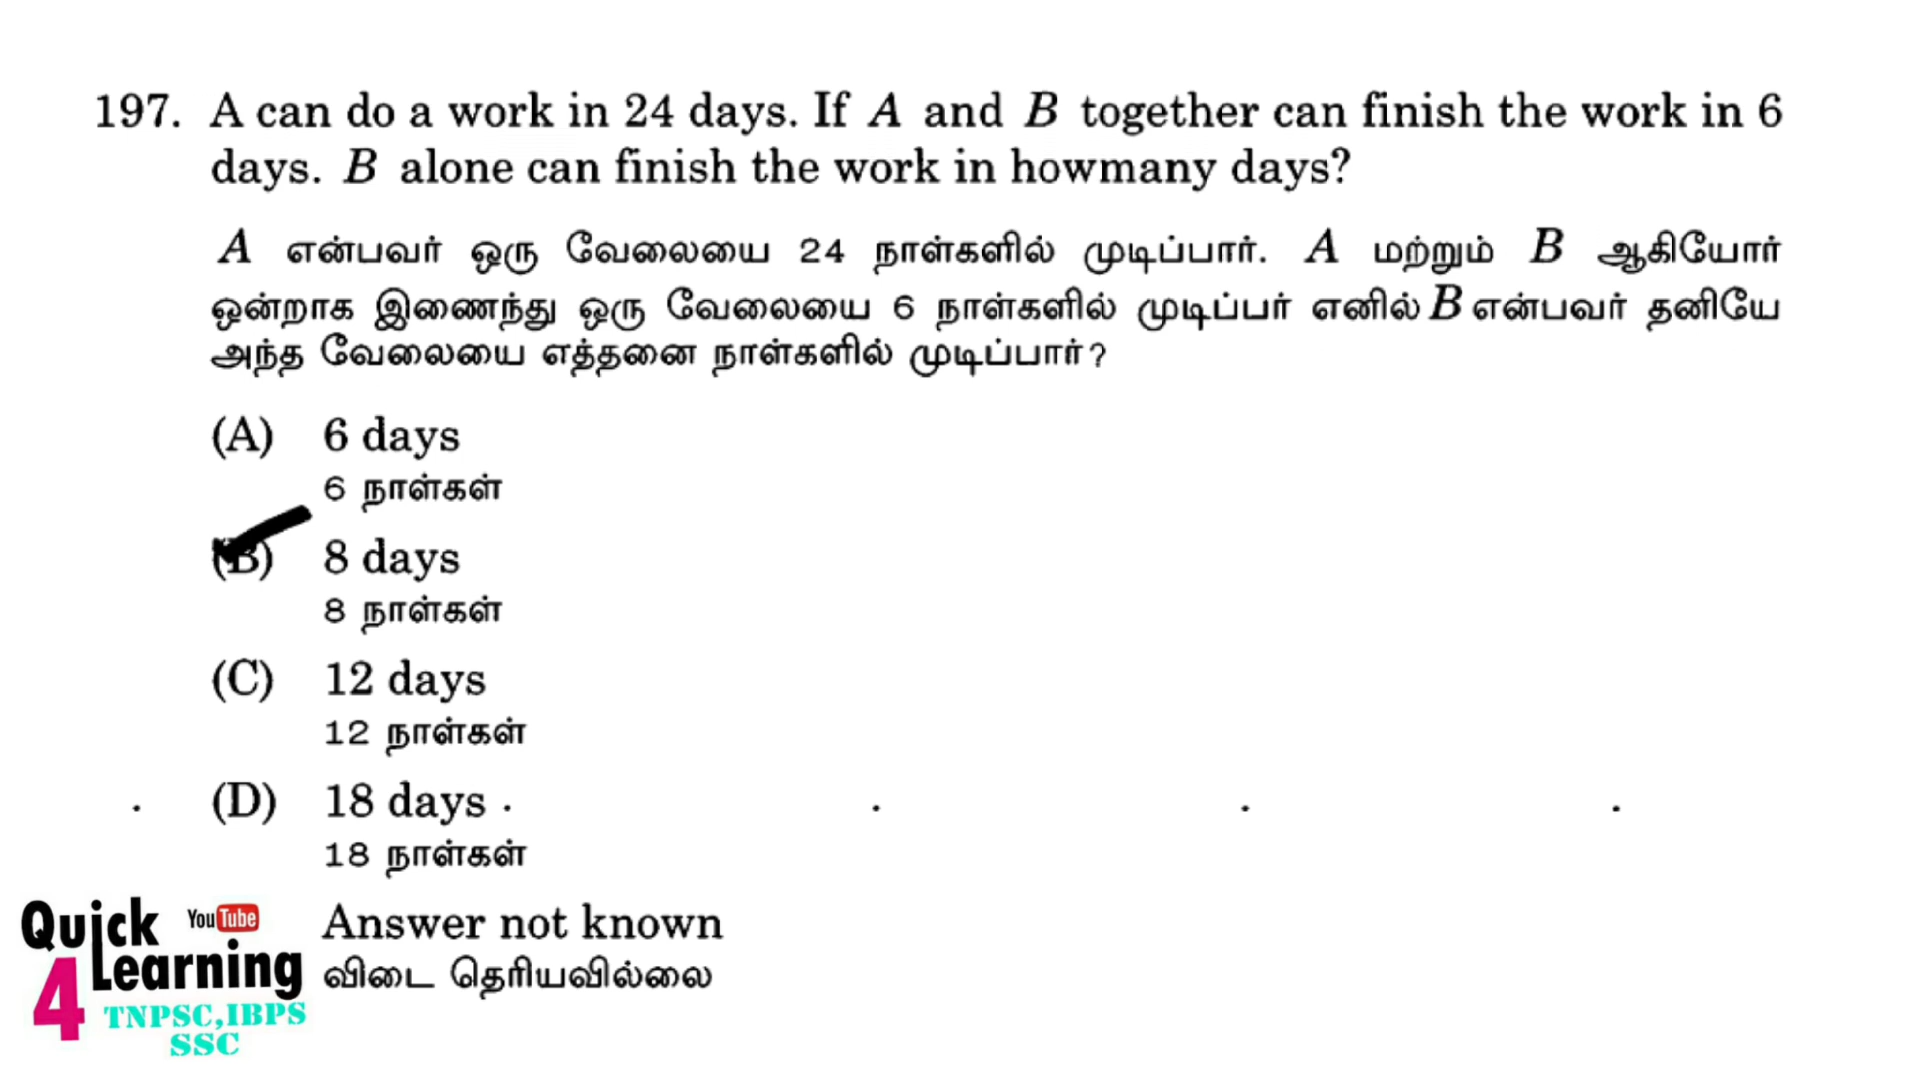 197. A can do a work in 24 days. If A and B together can finish the work in 6
days. B alone can finish the work in howmany days?
A என்பவர் ஒரு வேலையை 24 நாள்களில் முடிப்பார். A மற்றும் B ஆகியோர்
ஒன்றாக இணைந்து ஒரு வேலையை 6 நாள்களில் முடிப்பர் எனில் B என்பவர் தனியே
அந்த வேலையை எத்தனை நாள்களில் முடிப்பார்?
(A) 6 days
6 நாள்கள்
(B) 8 days
8 நாள்கள்
(C) 12 days
12 நாள்கள்
(D) 18 days
18 நாள்கள்
Answer not known
விடை தெரியவில்லை
Quick YouTube
4 Learning
TNPSC,IBPS
SSC